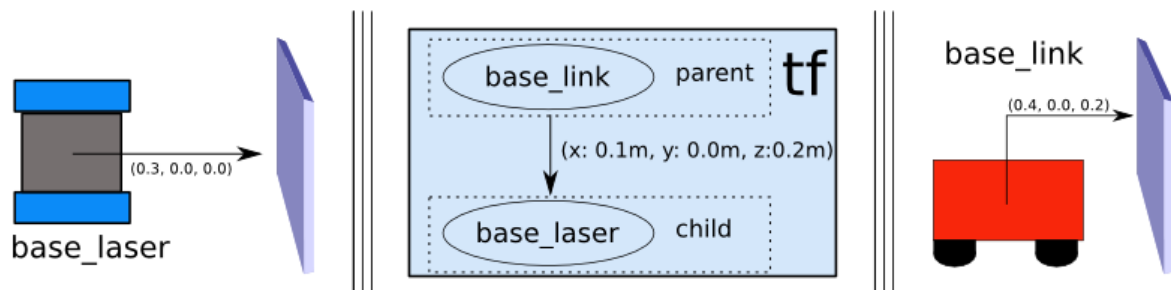 (0.3, 0.0, 0.0)
base_laser
base_link parent
tf
(x: 0.1m, y: 0.0m, z:0.2m)
base_laser child
base_link
(0.4, 0.0, 0.2)